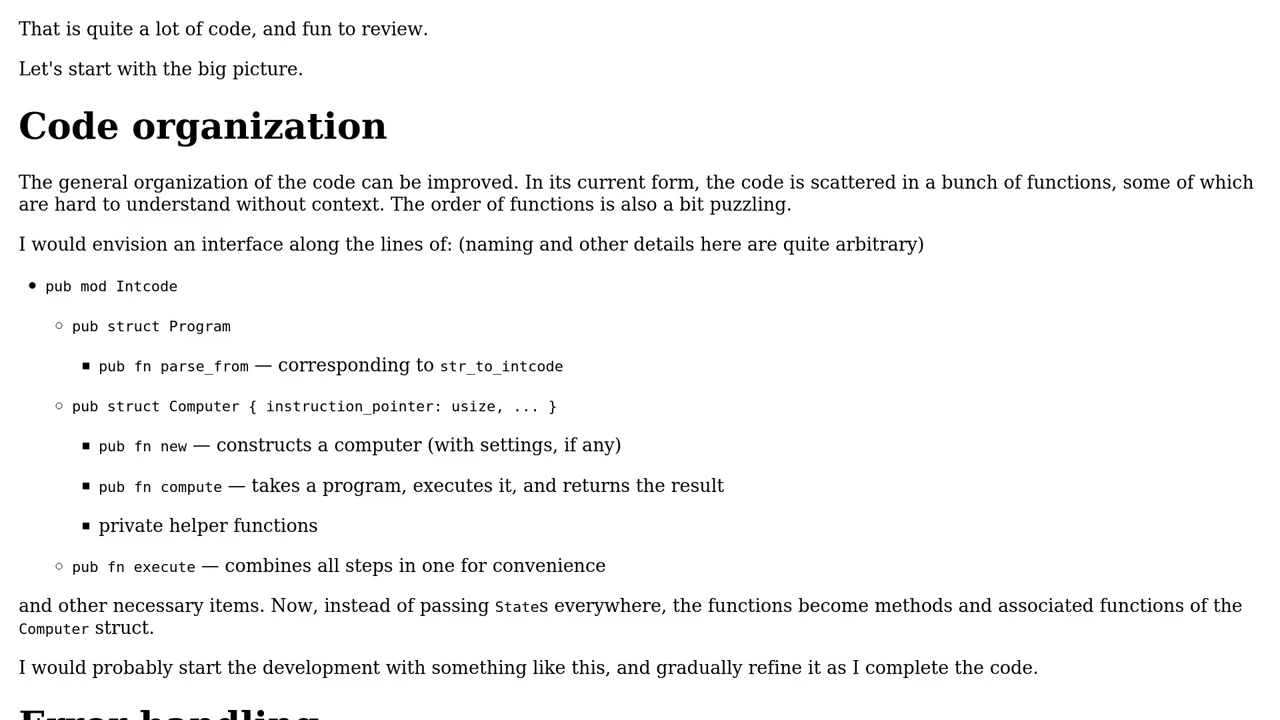 That is quite a lot of code, and fun to review.
Let's start with the big picture.
Code organization
The general organization of the code can be improved. In its current form, the code is scattered in a bunch of functions, some of which
are hard to understand without context. The order of functions is also a bit puzzling.
I would envision an interface along the lines of: (naming and other details here are quite arbitrary)
pub mod Intcode
pub struct Program
pub fn parse_from — corresponding to str_to_intcode
pub struct Computer { instruction_pointer: usize, ... }
pub fn new — constructs a computer (with settings, if any)
pub fn compute — takes a program, executes it, and returns the result
private helper functions
pub fn execute — combines all steps in one for convenience
and other necessary items. Now, instead of passing States everywhere, the functions become methods and associated functions of the
Computer struct.
I would probably start the development with something like this, and gradually refine it as I complete the code.
Error handling